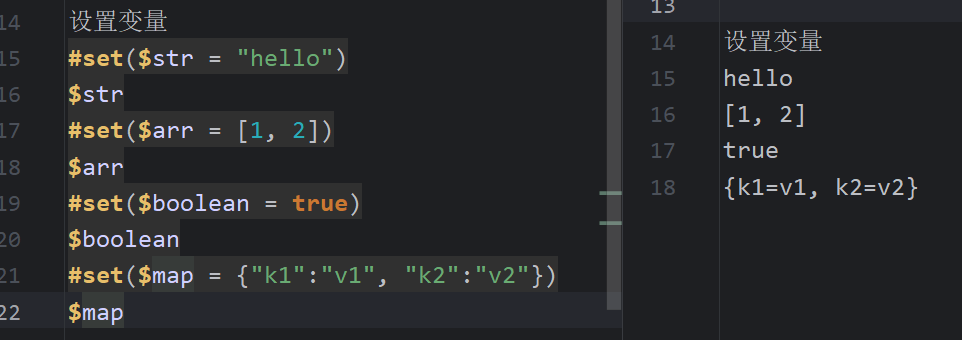 14 设置变量
15 #set($str = "hello")
16 $str
17 #set($arr = [1, 2])
18 $arr
19 #set($boolean = true)
20 $boolean
21 #set($map = {"k1":"v1", "k2":"v2"})
22 $map
13
14 设置变量
15 hello
16 [1, 2]
17 true
18 {k1=v1, k2=v2}